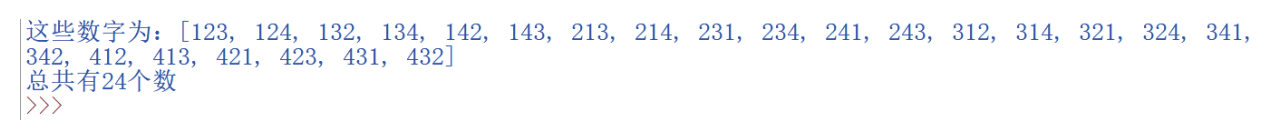 这些数字为：[123, 124, 132, 134, 142, 143, 213, 214, 231, 234, 241, 243, 312, 314, 321, 324, 341,
342, 412, 413, 421, 423, 431, 432]
总共有24个数
>>>